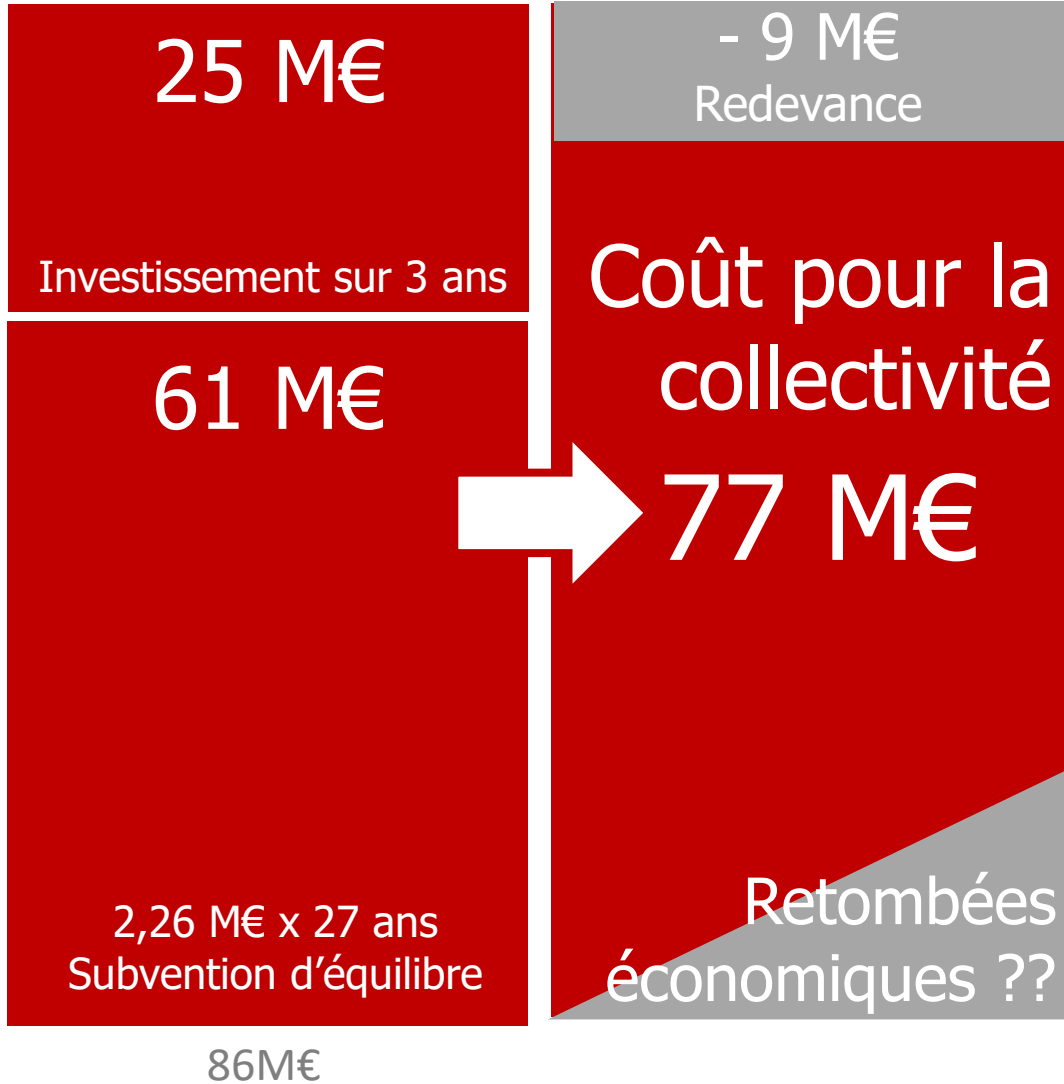 25 M€
Investissement sur 3 ans
61 M€
2,26 M€ x 27 ans
Subvention d’équilibre
86M€
- 9 M€
Redevance
Coût pour la
collectivité
77 M€
Retombées
économiques ??